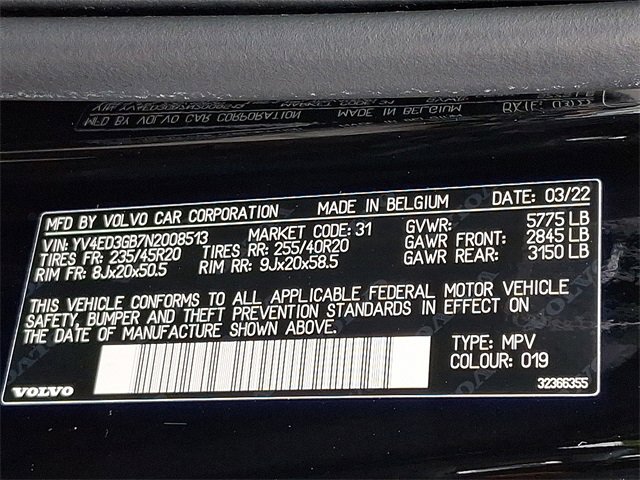 MFD BY VOLVO CAR CORPORATION MADE IN BELGIUM DATE: 03/22
VIN: YV4ED3GB7N2008513 MARKET CODE: 31 GVWR: 5775 LB
TIRES FR: 235/45R20 TIRES RR: 255/40R20 GAWR FRONT: 2845 LB
RIM FR: 8Jx20x50.5 RIM RR: 9Jx20x58.5 GAWR REAR: 3150 LB
THIS VEHICLE CONFORMS TO ALL APPLICABLE FEDERAL MOTOR VEHICLE
SAFETY, BUMPER AND THEFT PREVENTION STANDARDS IN EFFECT ON
THE DATE OF MANUFACTURE SHOWN ABOVE.
TYPE: MPV
COLOUR: 019
VOLVO 32366355